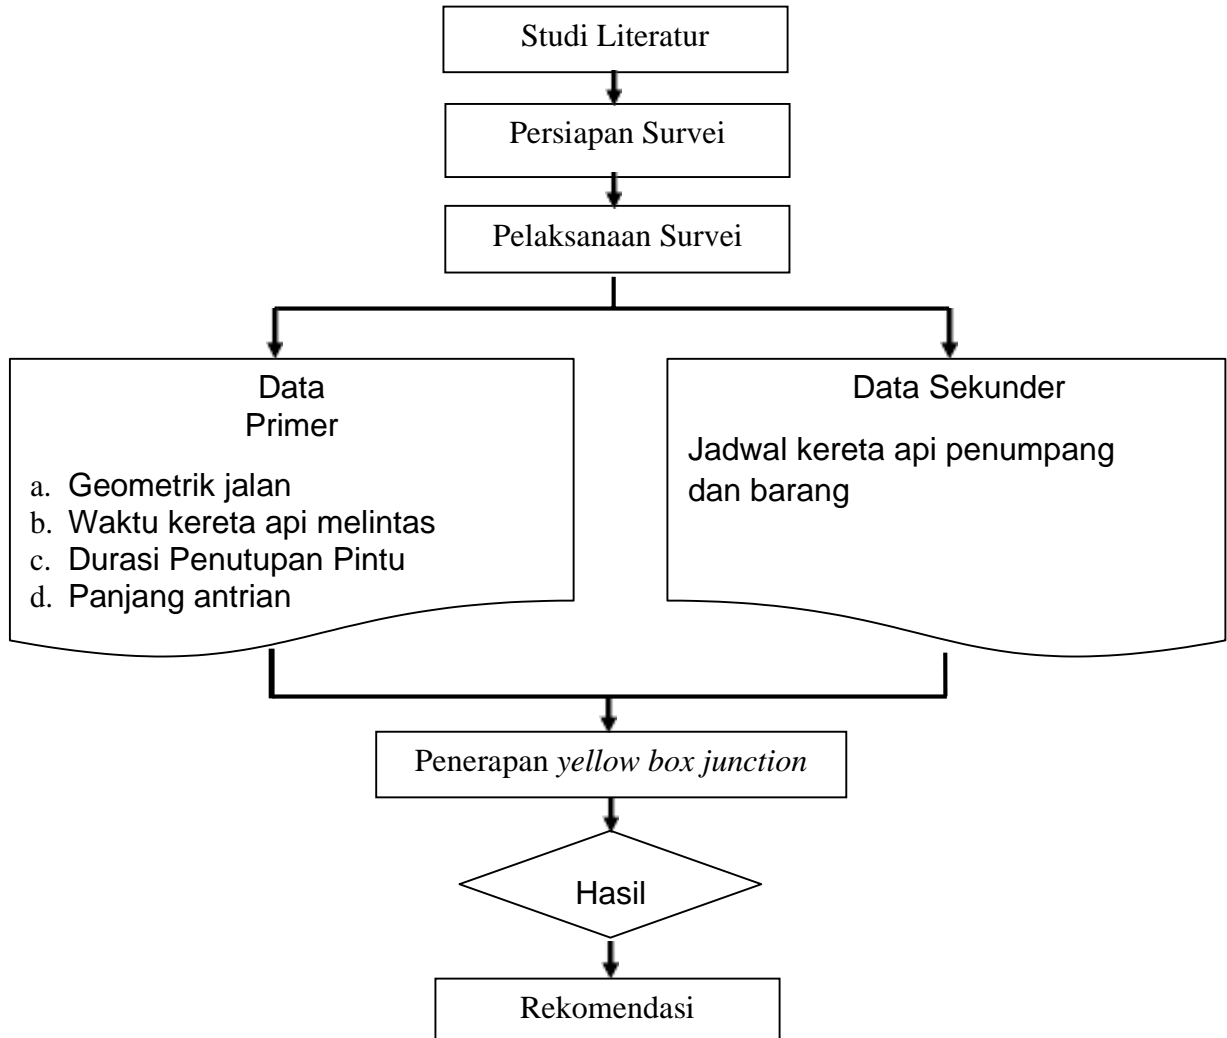 Studi Literatur
Persiapan Survei
Pelaksanaan Survei
Data
Primer
a. Geometrik jalan
b. Waktu kereta api melintas
c. Durasi Penutupan Pintu
d. Panjang antrian
Data Sekunder
Jadwal kereta api penumpang
dan barang
Penerapan yellow box junction
Hasil
Rekomendasi